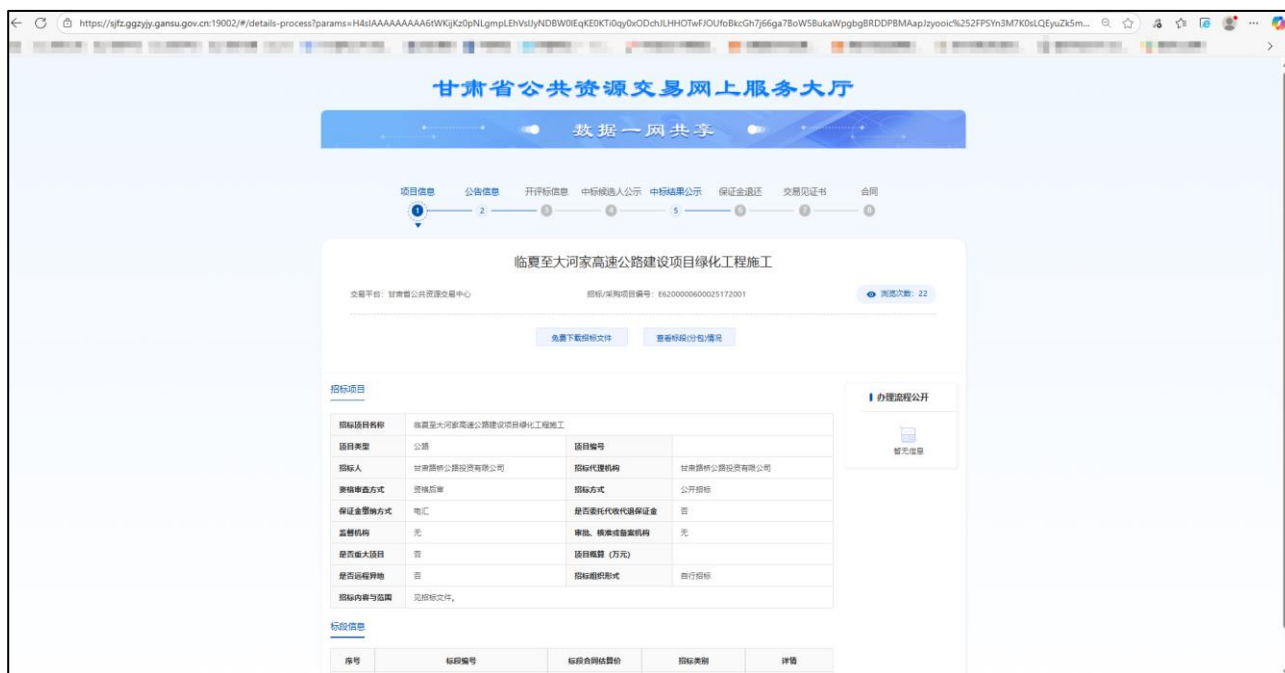 https://sjfz.ggzyjy.gansu.gov.cn:19002/#/details-process?params=H4sIAAAAAAAAA6tWKijKz0pNLgmpLEhVsUyNDBW0IEqKE0KTi0qy0xODchJLHHOTwFJOUfoBkcGh7j66ga7BoW5BukaWpgbgBRDDPBMAapJzyooic%252FPSYn3M7K0sLQEyuZk5m...
甘肃省公共资源交易网上服务大厅
数据一网共享
项目信息 公告信息 开评标信息 中标候选人公示 中标结果公示 保证金退还 交易见证书 合同
1 2 3 4 5 6 7 8
临夏至大河家高速公路建设项目绿化工程施工
交易平台：甘肃省公共资源交易中心 招标/采购项目编号：E6200000600025172001 浏览次数：22
免费下载招标文件 查看标段(分包)情况
招标项目
办理流程公开
暂无信息
招标项目名称 临夏至大河家高速公路建设项目绿化工程施工
项目类型 公路 项目编号
招标人 甘肃路桥公路投资有限公司 招标代理机构 甘肃路桥公路投资有限公司
资格审查方式 资格后审 招标方式 公开招标
保证金缴纳方式 电汇 是否委托代收代退保证金 否
监督机构 无 审批、核准或备案机构 无
是否重大项目 否 项目概算（万元）
是否远程异地 否 招标组织形式 自行招标
招标内容与范围 见招标文件。
标段信息
序号 标段编号 标段合同估算价 招标类别 详情